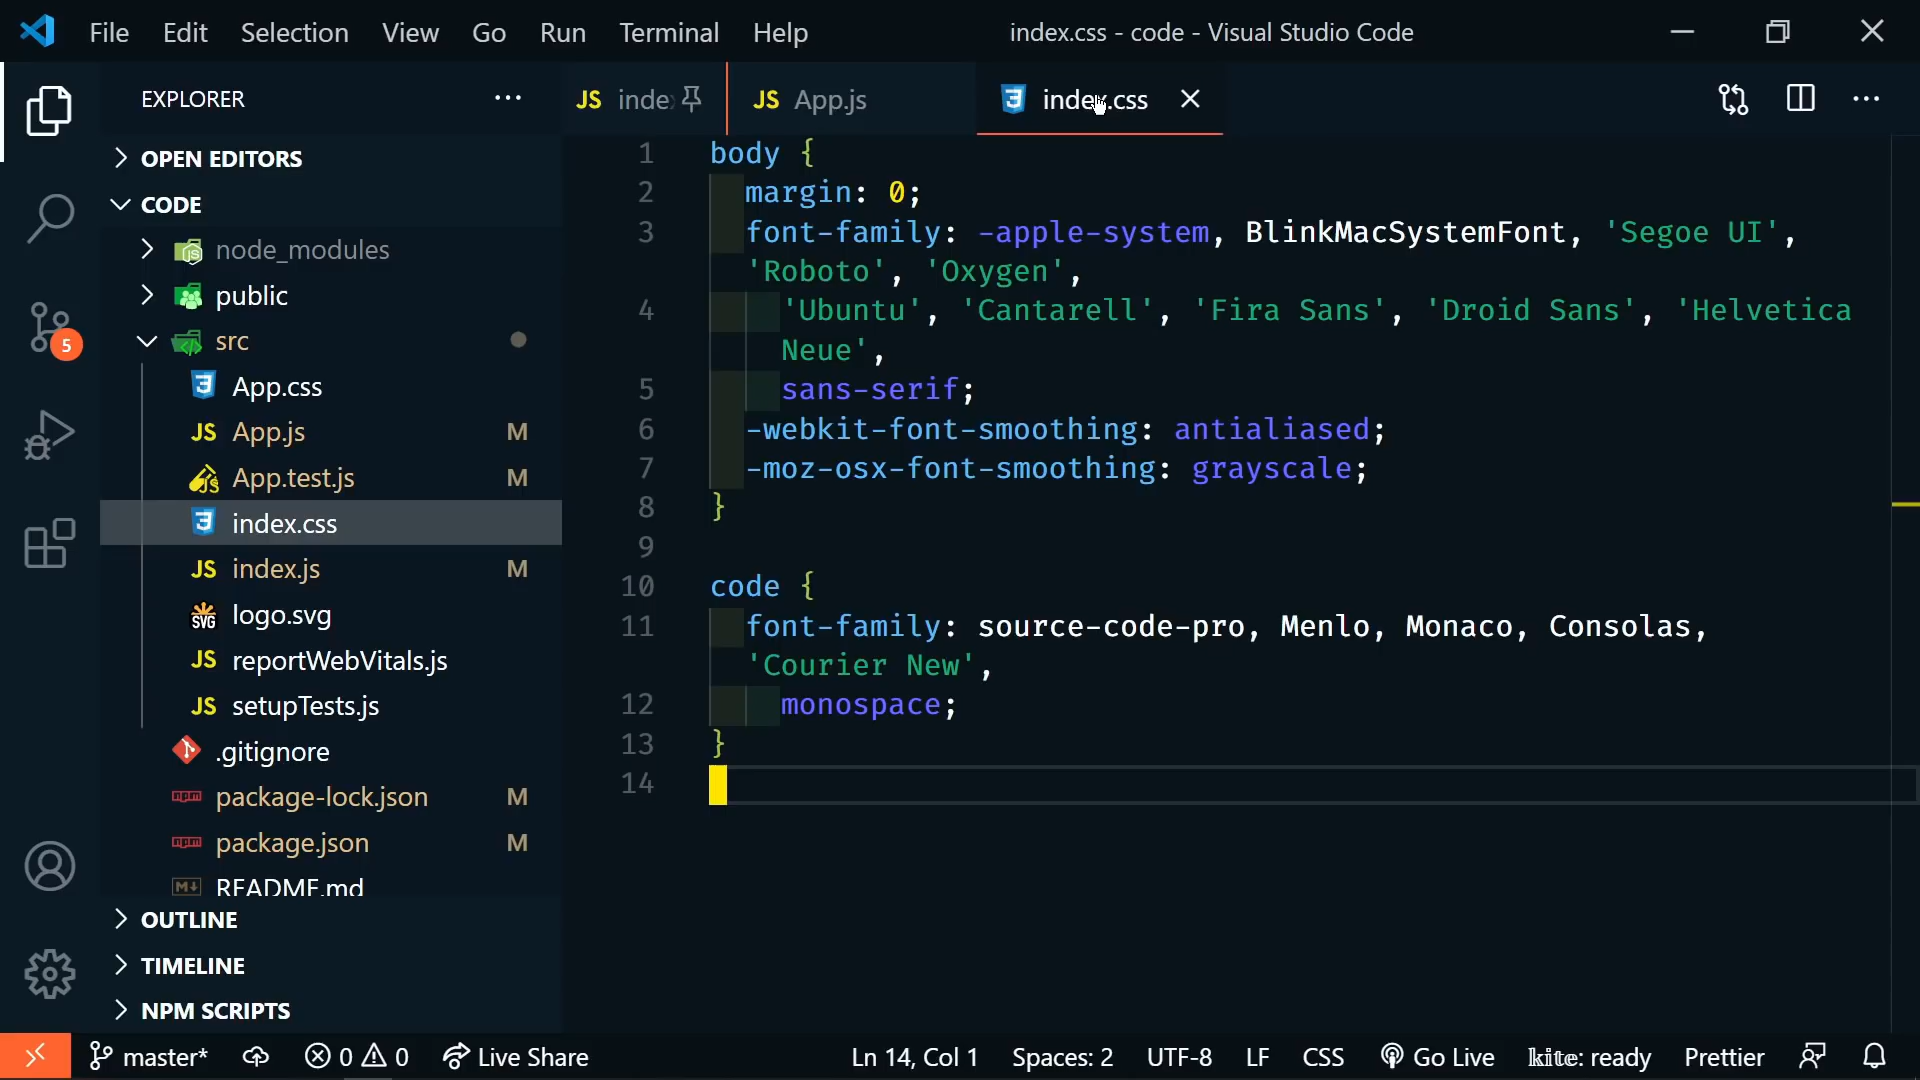 File Edit Selection View Go Run Terminal Help index.css - code - Visual Studio Code
EXPLORER
JS inde JS App.js index.css
OPEN EDITORS
CODE
node_modules
public
src
App.css
JS App.js M
App.test.js M
index.css
JS index.js M
SVG logo.svg
JS reportWebVitals.js
JS setupTests.js
.gitignore
package-lock.json M
package.json M
README.md
OUTLINE
TIMELINE
NPM SCRIPTS
5
1 body {
2 margin: 0;
3 font-family: -apple-system, BlinkMacSystemFont, 'Segoe UI',
'Roboto', 'Oxygen',
4 'Ubuntu', 'Cantarell', 'Fira Sans', 'Droid Sans', 'Helvetica
Neue',
5 sans-serif;
6 -webkit-font-smoothing: antialiased;
7 -moz-osx-font-smoothing: grayscale;
8 }
9
10 code {
11 font-family: source-code-pro, Menlo, Monaco, Consolas,
'Courier New',
12 monospace;
13 }
14
master* 0 0 Live Share Ln 14, Col 1 Spaces: 2 UTF-8 LF CSS Go Live kite: ready Prettier